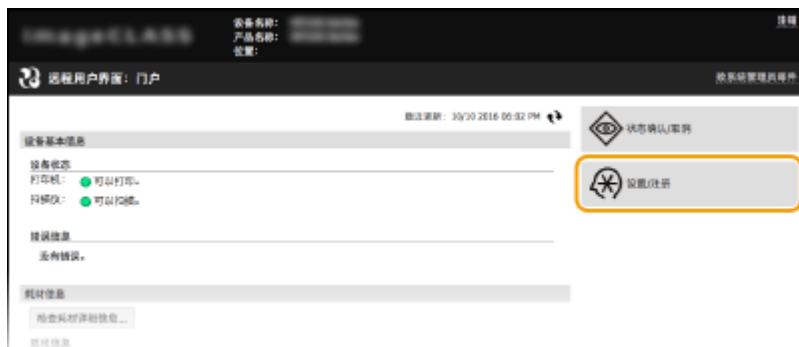 设备名称:
产品名称:
位置:
注销
远程用户界面: 门户
致系统管理员邮件
最近更新: 10/10 2016 06:02 PM
设备基本信息
设备状态
打印机: 可以打印。
扫描仪: 可以扫描。
错误信息
无有错误。
耗材信息
检查耗材详细信息...
状态确认/取消
设置/注册